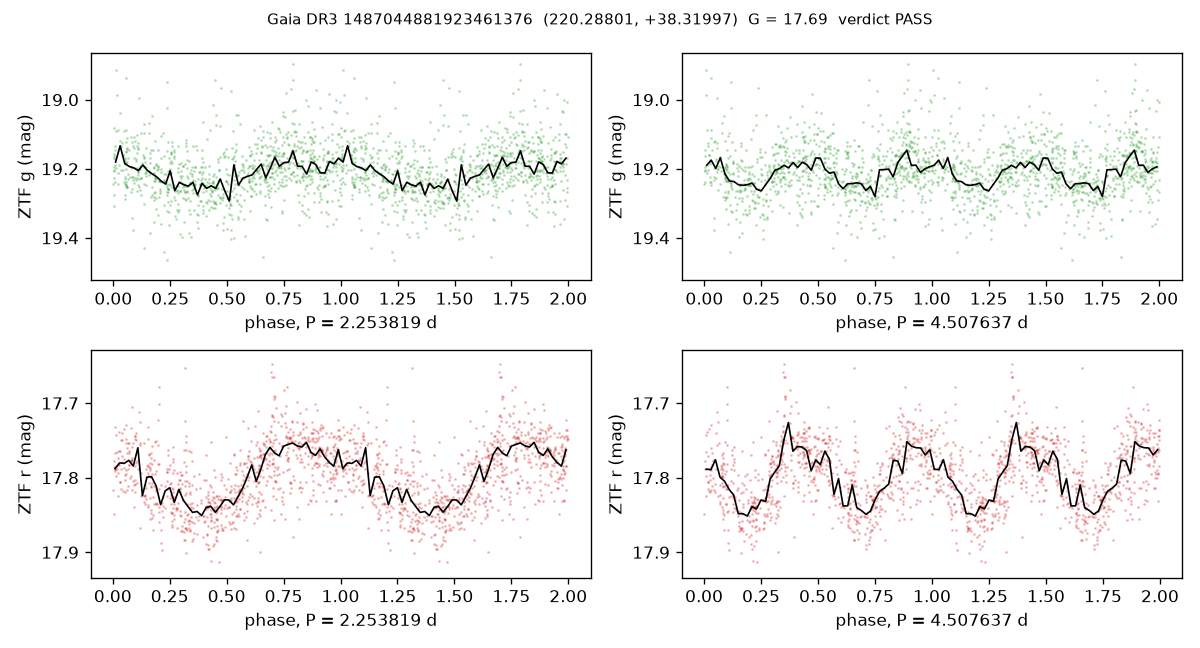 Gaia DR3 1487044881923461376  (220.28801, +38.31997)  G = 17.69  verdict PASS
ZTF g (mag)
19.0
19.2
19.4
0.00 0.25 0.50 0.75 1.00 1.25 1.50 1.75 2.00
phase, P = 2.253819 d
ZTF g (mag)
19.0
19.2
19.4
0.00 0.25 0.50 0.75 1.00 1.25 1.50 1.75 2.00
phase, P = 4.507637 d
ZTF r (mag)
17.7
17.8
17.9
0.00 0.25 0.50 0.75 1.00 1.25 1.50 1.75 2.00
phase, P = 2.253819 d
ZTF r (mag)
17.7
17.8
17.9
0.00 0.25 0.50 0.75 1.00 1.25 1.50 1.75 2.00
phase, P = 4.507637 d